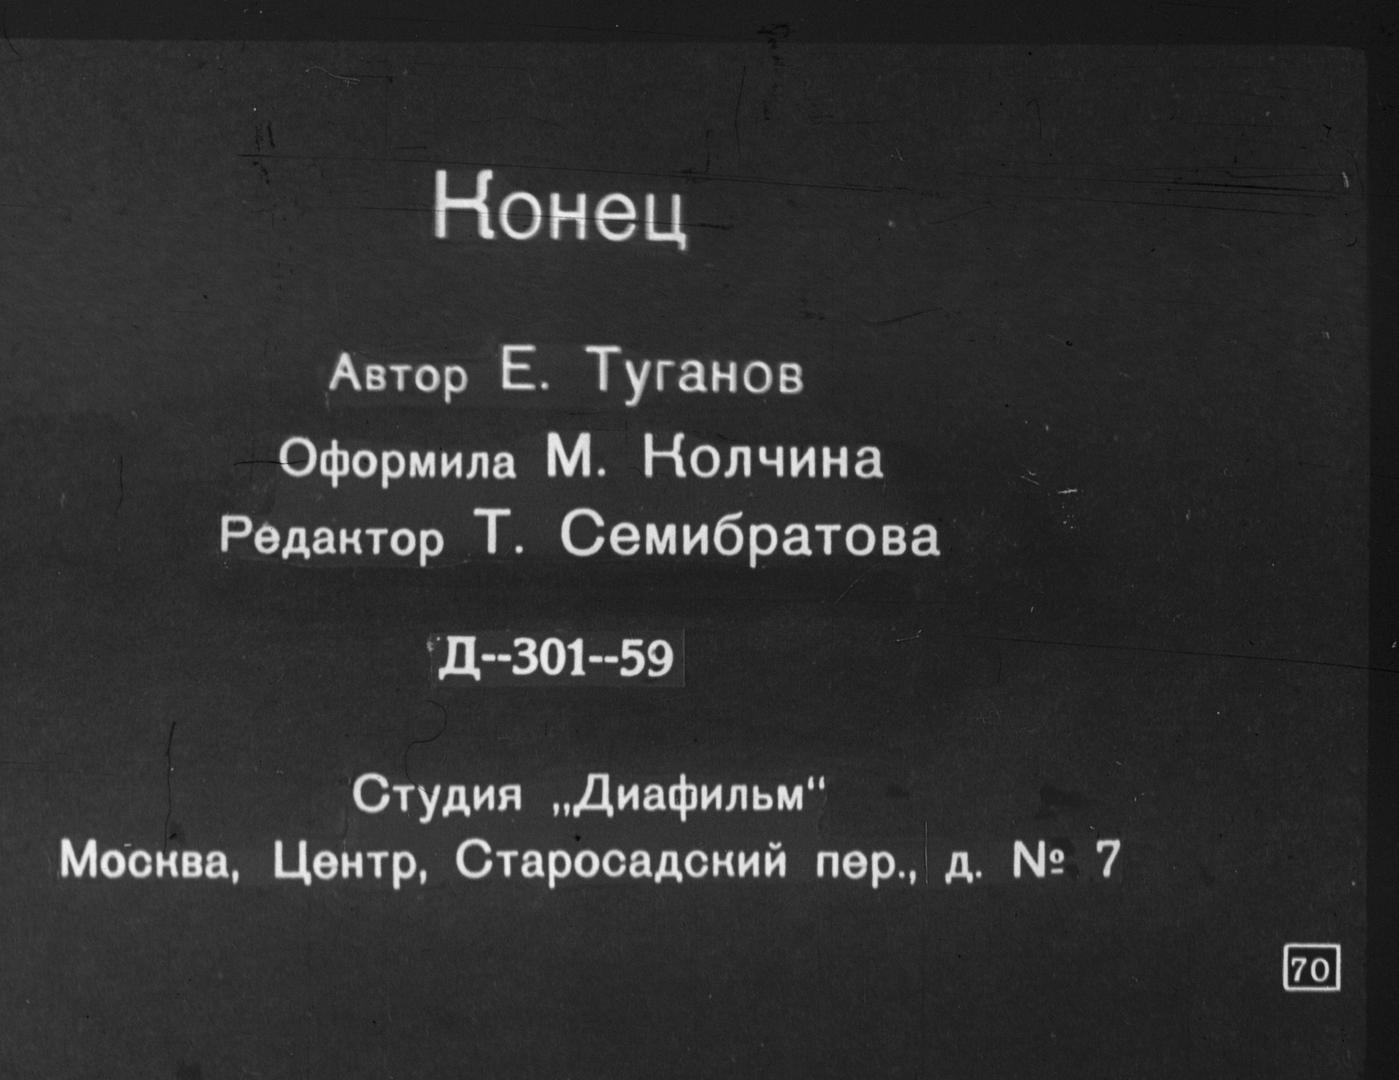 Конец
Автор Е. Туганов
Оформила М. Колчина
Редактор Т. Семибратова
Д--301--59
Студия „Диафильм“
Москва, Центр, Старосадский пер., д. № 7
70